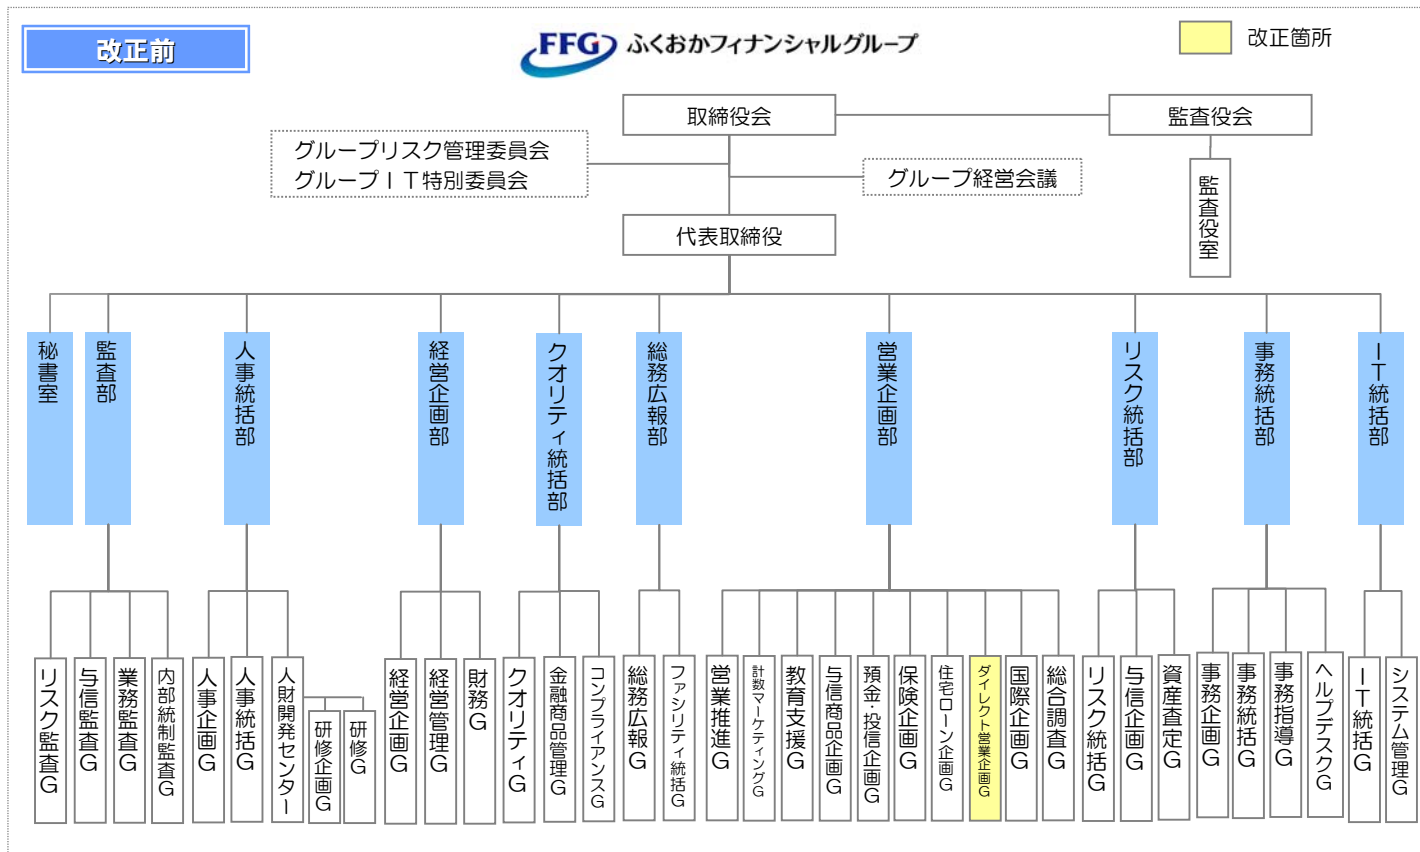 改正前
FFG ふくおかフィナンシャルグループ
改正箇所
取締役会
監査役会
グループリスク管理委員会
グループIT特別委員会
グループ経営会議
監査役室
代表取締役
秘書室
監査部
人事統括部
経営企画部
クオリティ統括部
総務広報部
営業企画部
リスク統括部
事務統括部
IT統括部
リスク監査G
与信監査G
業務監査G
内部統制監査G
人事企画G
人事統括G
人財開発センター
研修企画G
研修G
経営企画G
経営管理G
財務G
クオリティG
金融商品管理G
コンプライアンスG
総務広報G
ファシリティ統括G
営業推進G
計数マーケティングG
教育支援G
与信商品企画G
預金・投信企画G
保険企画G
住宅ローン企画G
ダイレクト営業企画G
国際企画G
総合調査G
リスク統括G
与信企画G
資産査定G
事務企画G
事務統括G
事務指導G
ヘルプデスクG
IT統括G
システム管理G